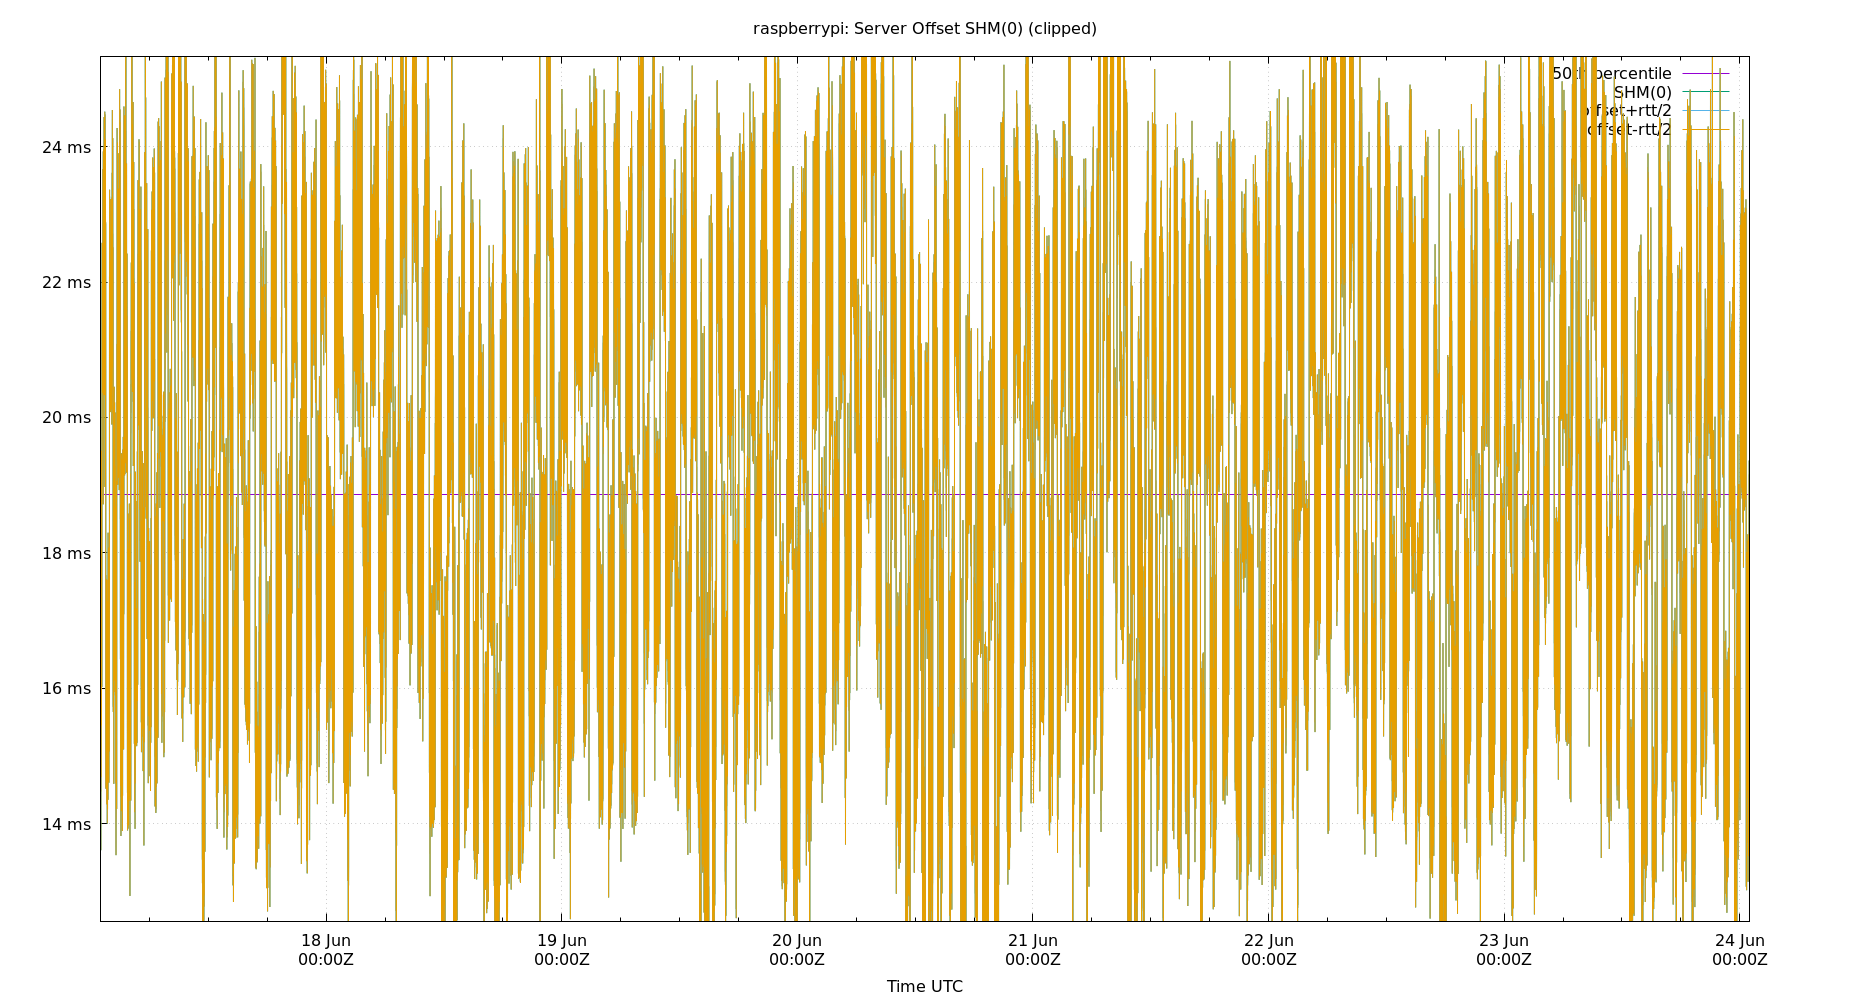 raspberrypi: Server Offset SHM(0) (clipped)
50th percentile
SHM(0)
offset+rtt/2
offset-rtt/2
24 ms
22 ms
20 ms
18 ms
16 ms
14 ms
18 Jun
00:00Z
19 Jun
00:00Z
20 Jun
00:00Z
21 Jun
00:00Z
22 Jun
00:00Z
23 Jun
00:00Z
24 Jun
00:00Z
Time UTC